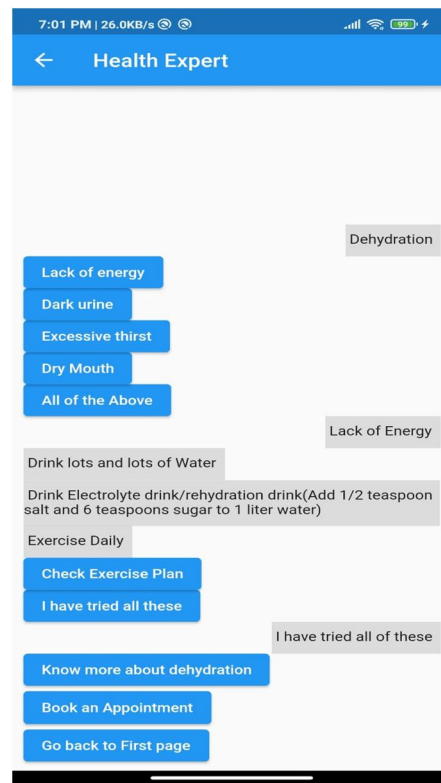 7:01 PM | 26.0KB/s
99
Health Expert
Dehydration
Lack of energy
Dark urine
Excessive thirst
Dry Mouth
All of the Above
Lack of Energy
Drink lots and lots of Water
Drink Electrolyte drink/rehydration drink(Add 1/2 teaspoon
salt and 6 teaspoons sugar to 1 liter water)
Exercise Daily
Check Exercise Plan
I have tried all these
I have tried all of these
Know more about dehydration
Book an Appointment
Go back to First page